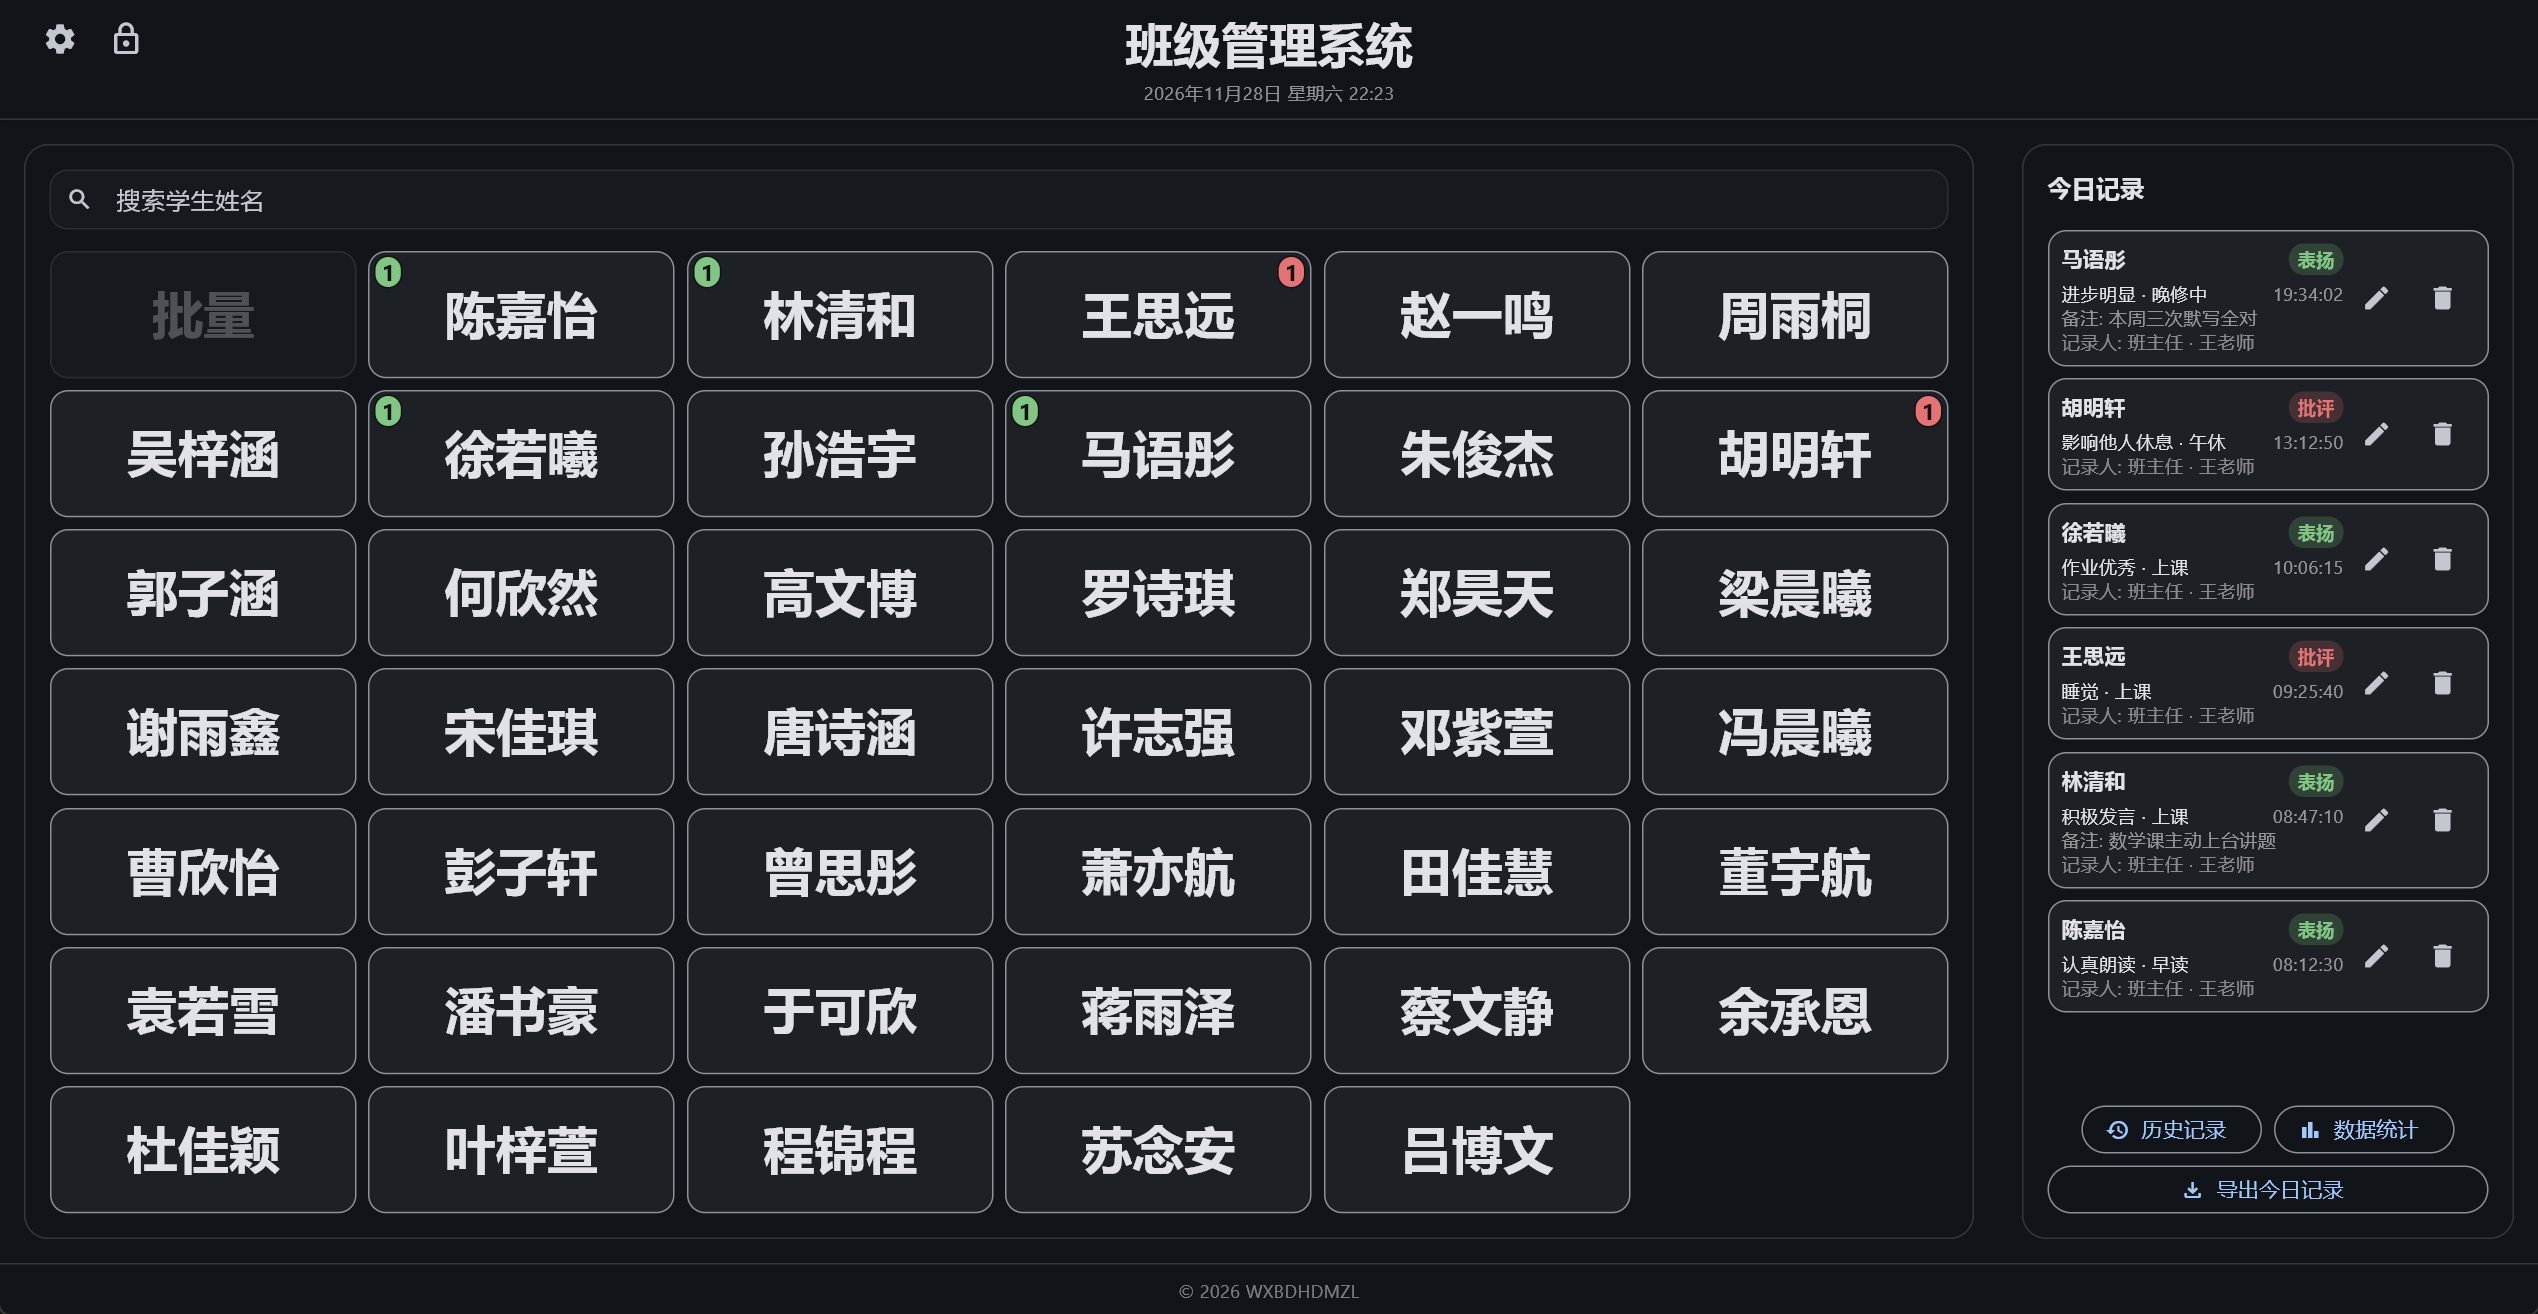 班级管理系统
2026年11月28日 星期六 22:23
搜索学生姓名
批量
1
陈嘉怡
1
林清和
1
王思远
赵一鸣
周雨桐
吴梓涵
1
徐若曦
孙浩宇
1
马语彤
朱俊杰
1
胡明轩
郭子涵
何欣然
高文博
罗诗琪
郑昊天
梁晨曦
谢雨鑫
宋佳琪
唐诗涵
许志强
邓紫萱
冯晨曦
曹欣怡
彭子轩
曾思彤
萧亦航
田佳慧
董宇航
袁若雪
潘书豪
于可欣
蒋雨泽
蔡文静
余承恩
杜佳颖
叶梓萱
程锦程
苏念安
吕博文
今日记录
马语彤 表扬
进步明显 · 晚修中 19:34:02
备注: 本周三次默写全对
记录人: 班主任 · 王老师
胡明轩 批评
影响他人休息 · 午休 13:12:50
记录人: 班主任 · 王老师
徐若曦 表扬
作业优秀 · 上课 10:06:15
记录人: 班主任 · 王老师
王思远 批评
睡觉 · 上课 09:25:40
记录人: 班主任 · 王老师
林清和 表扬
积极发言 · 上课 08:47:10
备注: 数学课主动上台讲题
记录人: 班主任 · 王老师
陈嘉怡 表扬
认真朗读 · 早读 08:12:30
记录人: 班主任 · 王老师
历史记录 数据统计
导出今日记录
© 2026 WXBDHDMZL